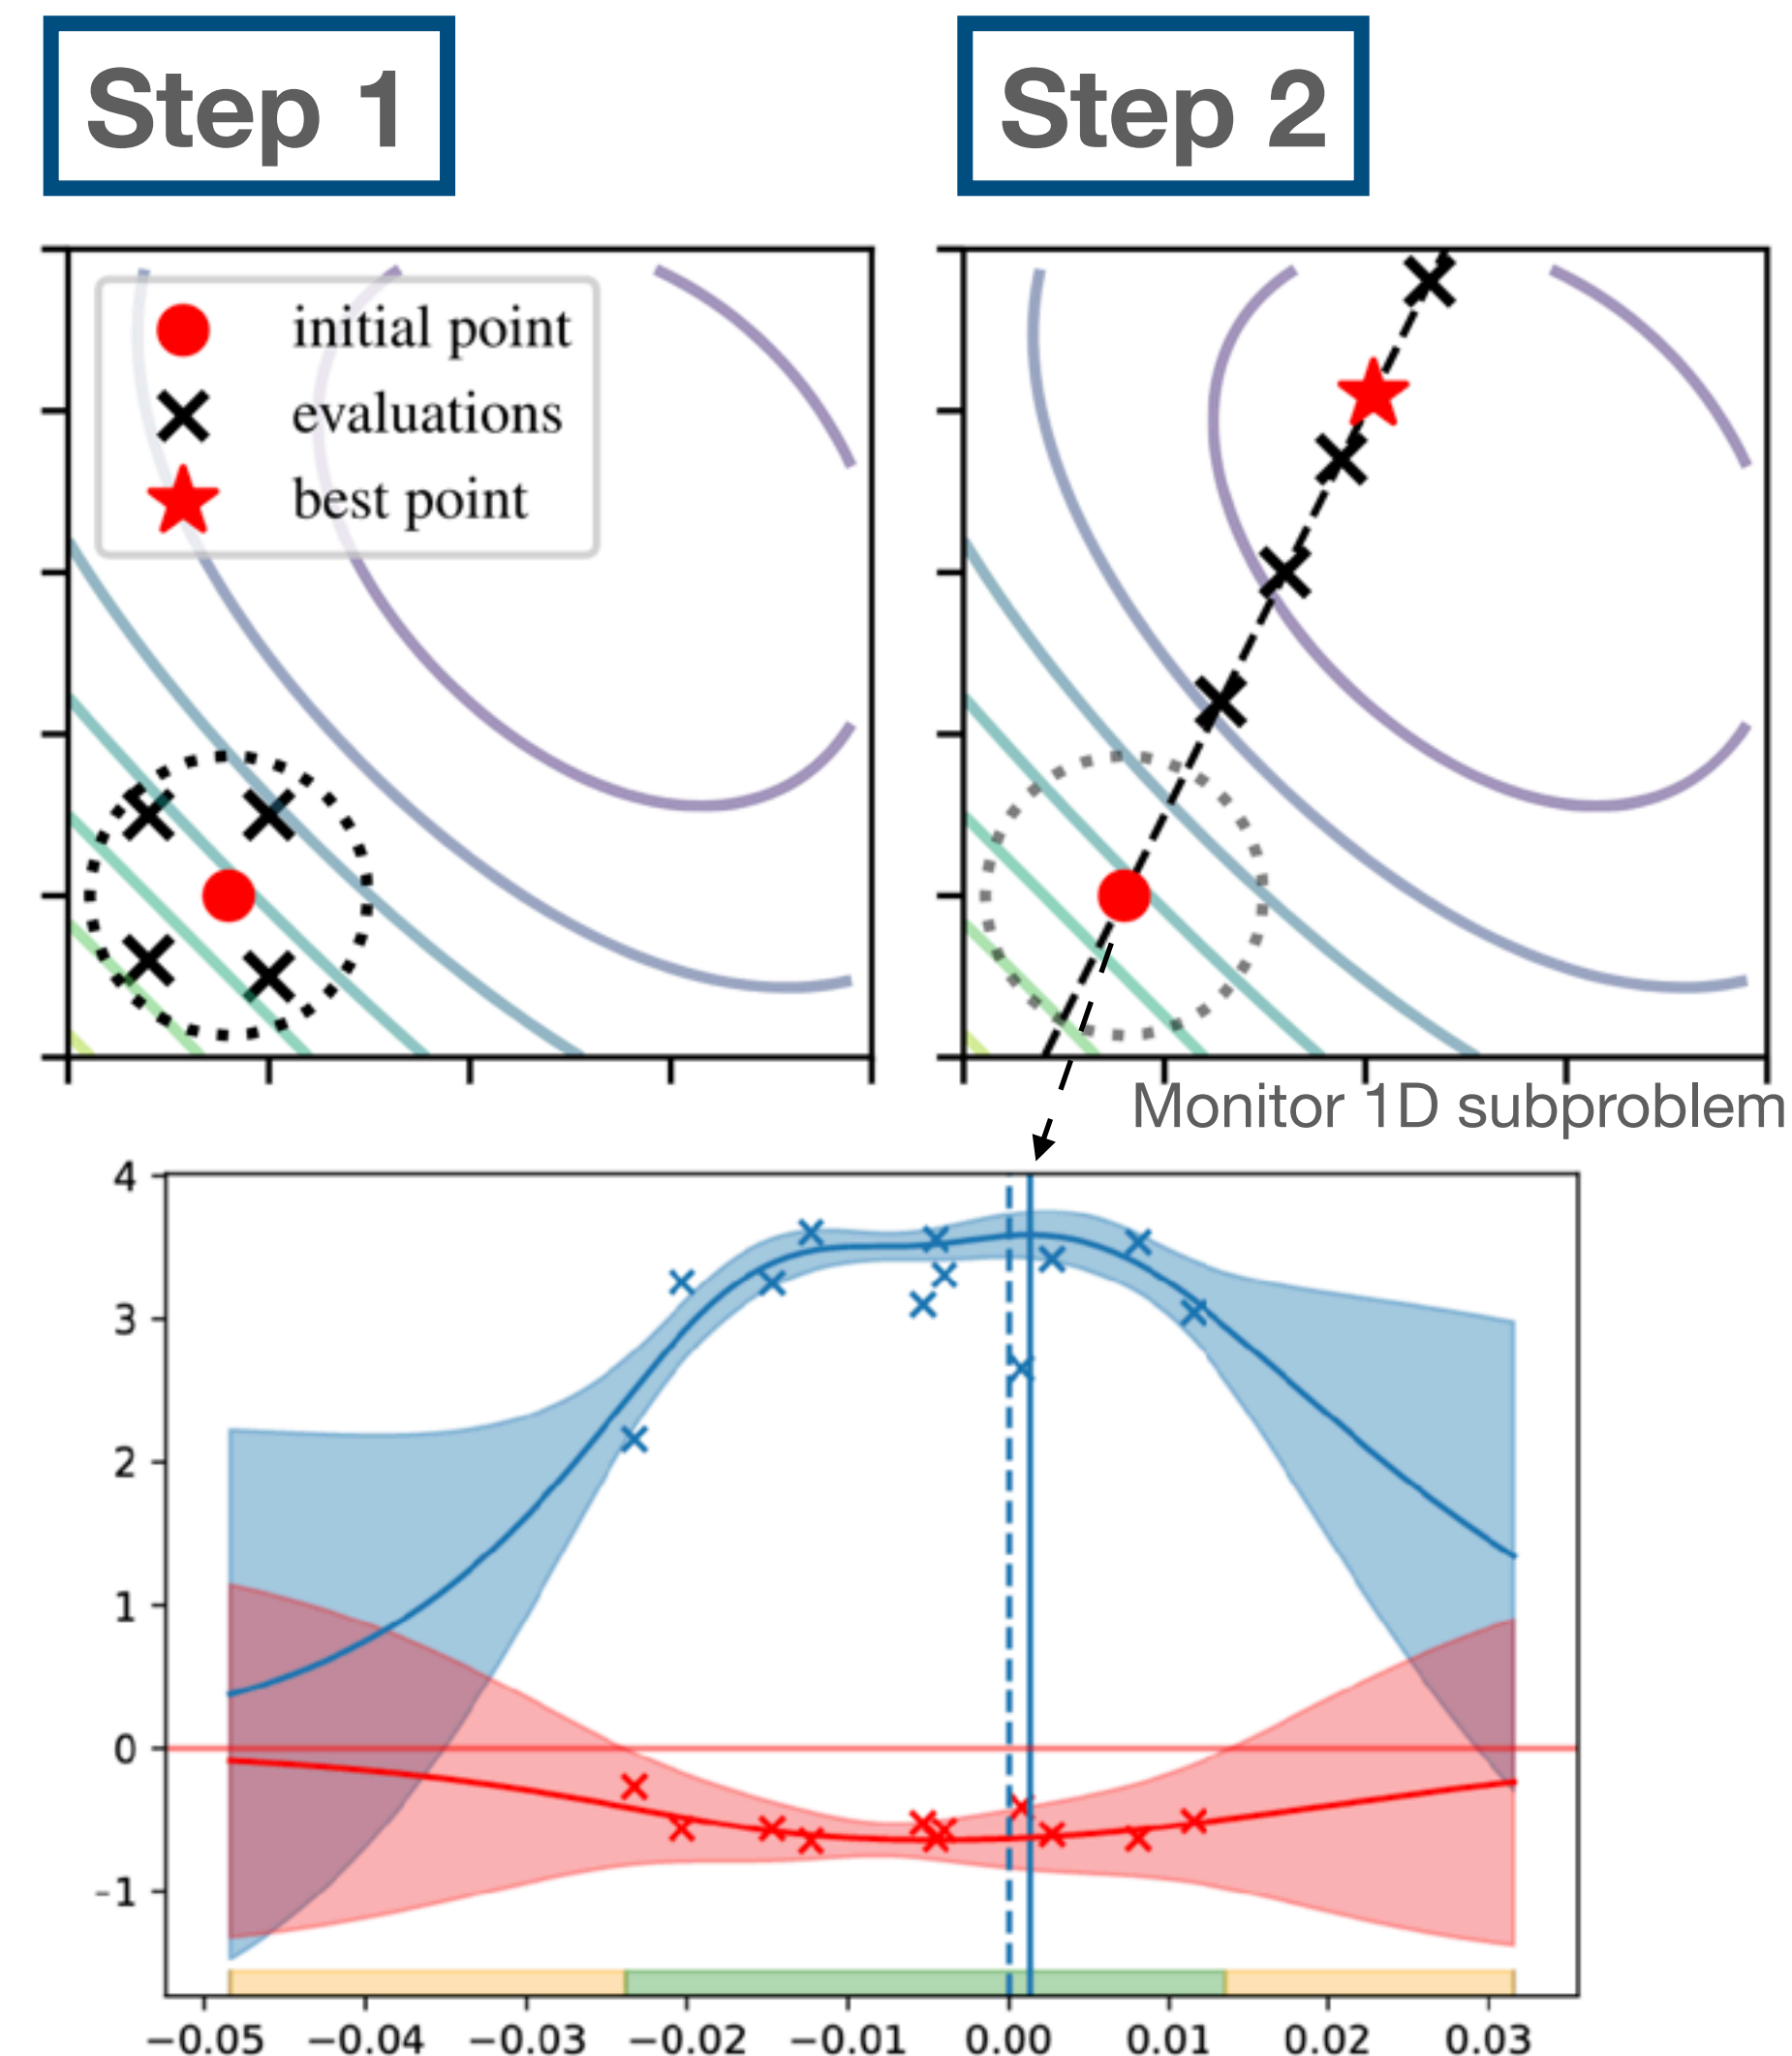 Step 1
Step 2
initial point
evaluations
best point
Monitor 1D subproblem
4
3
2
1
0
-1
−0.05 −0.04 −0.03 −0.02 −0.01 0.00 0.01 0.02 0.03